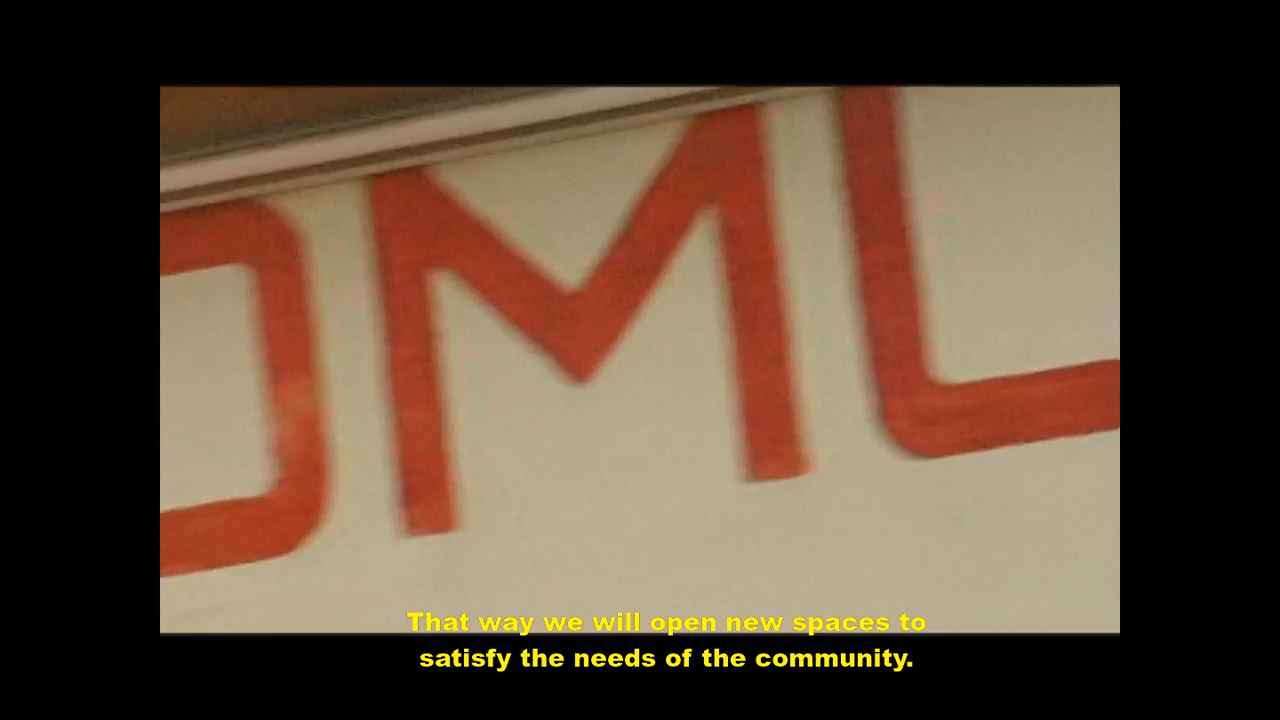 OML
That way we will open new spaces to
satisfy the needs of the community.